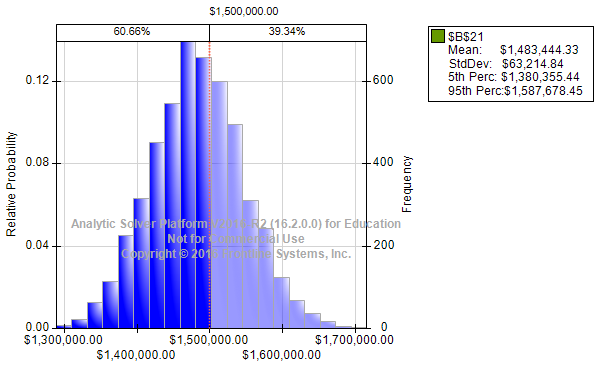 $1,500,000.00
60.66% 39.34%
$B$21
Mean: $1,483,444.33
StdDev: $63,214.84
5th Perc: $1,380,355.44
95th Perc:$1,587,678.45
Relative Probability
0.12
0.08
0.04
0.00
Frequency
600
400
200
0
Analytic Solver Platform R2 (16.2.0.0) for Education
Not for Commercial Use
Copyright © Systems, Inc.
$1,300,000.00 $1,500,000.00 $1,700,000.00
$1,400,000.00 $1,600,000.00